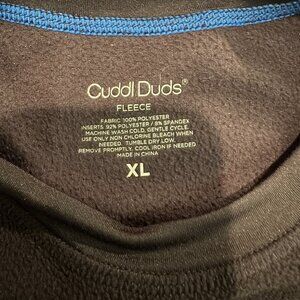 Cuddl Duds®
FLEECE
FABRIC 100% POLYESTER
INSERTS: 92% POLYESTER / 8% SPANDEX
MACHINE WASH COLD, GENTLE CYCLE.
USE ONLY NON CHLORINE BLEACH WHEN
NEEDED. TUMBLE DRY LOW.
REMOVE PROMPTLY. COOL IRON IF NEEDED.
MADE IN CHINA
XL